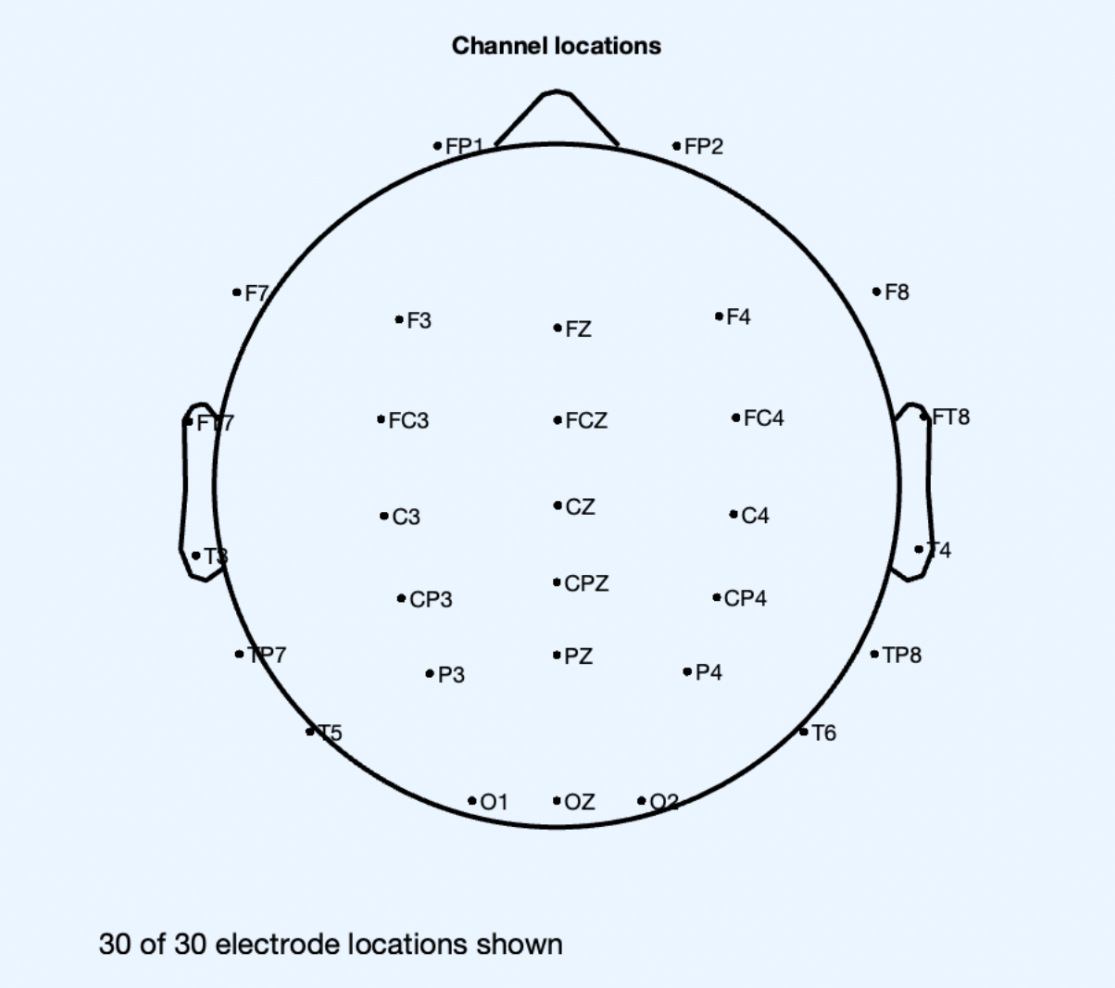 Channel locations
FP1 FP2
F7 F8
F3 FZ F4
FT7 FC3 FCZ FC4 FT8
C3 CZ C4
T3 T4
CP3 CPZ CP4
TP7 PZ TP8
P3 P4
T5 T6
O1 OZ O2
30 of 30 electrode locations shown